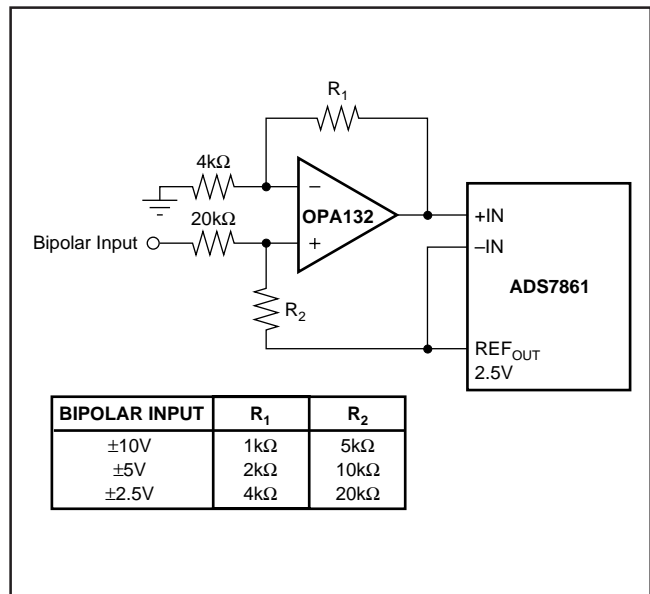 R₁
4kΩ
–
OPA132
+IN
20kΩ
Bipolar Input
+
–IN
ADS7861
R₂
REF_OUT
2.5V
BIPOLAR INPUT R₁ R₂
±10V 1kΩ 5kΩ
±5V 2kΩ 10kΩ
±2.5V 4kΩ 20kΩ